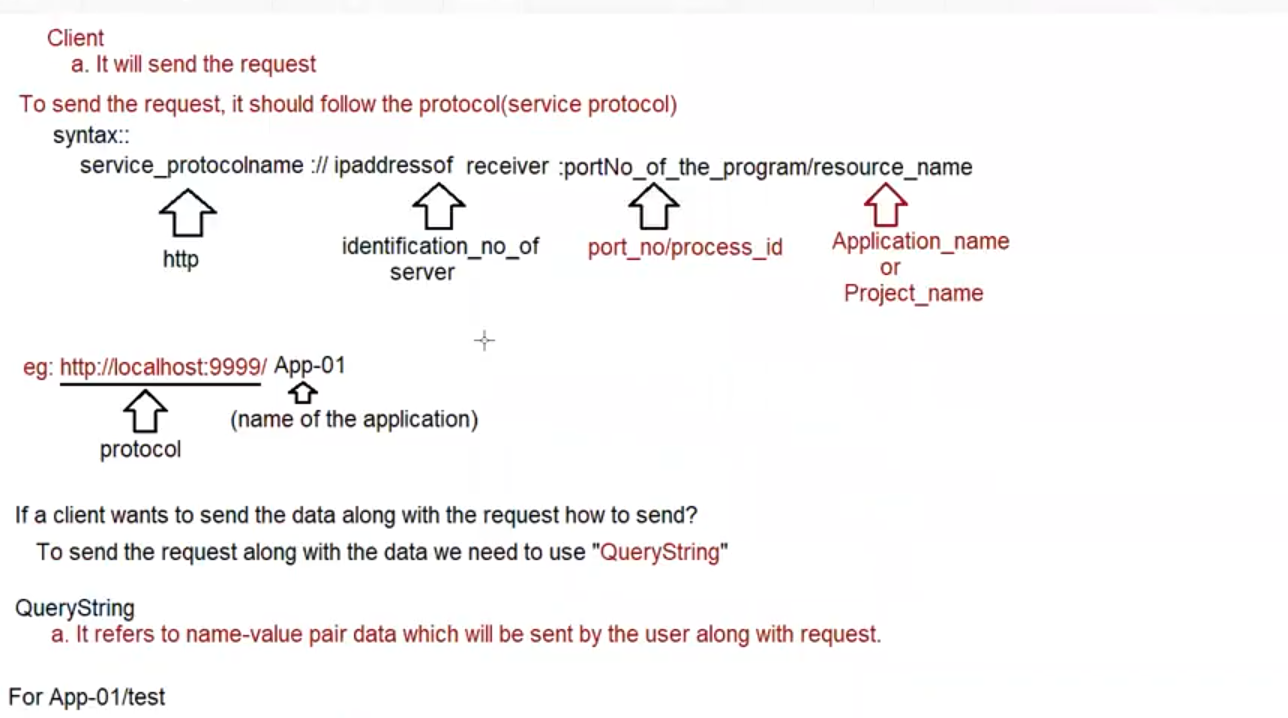 Client
a. It will send the request
To send the request, it should follow the protocol(service protocol)
syntax::
service_protocolname :// ipaddressof receiver :portNo_of_the_program/resource_name
http
identification_no_of
server
port_no/process_id
Application_name
or
Project_name
eg: http://localhost:9999/ App-01
(name of the application)
protocol
If a client wants to send the data along with the request how to send?
To send the request along with the data we need to use "QueryString"
QueryString
a. It refers to name-value pair data which will be sent by the user along with request.
For App-01/test